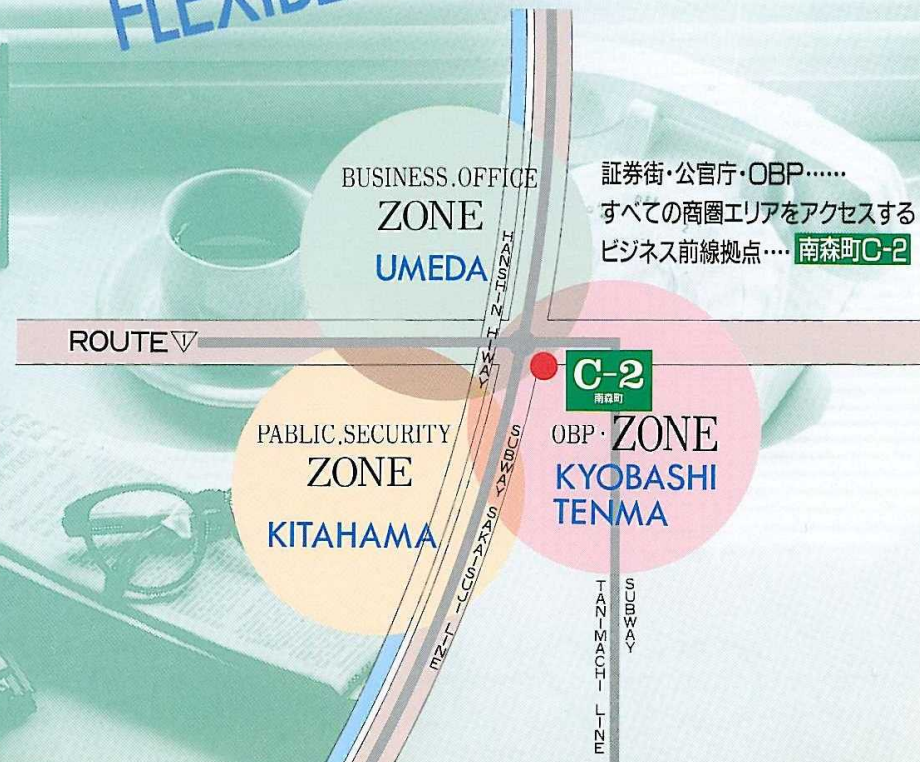 FLEXIBLE
BUSINESS.OFFICE
ZONE
UMEDA
証券街・公官庁・OBP……
すべての商圏エリアをアクセスする
ビジネス前線拠点‥‥ 南森町C-2
HANSHIN HIWAY
ROUTE 1
C-2
南森町
PABLIC.SECURITY
ZONE
KITAHAMA
OBP・ZONE
KYOBASHI
TENMA
SUBWAY SAKAISUJI LINE
SUBWAY
TANIMACHI LINE